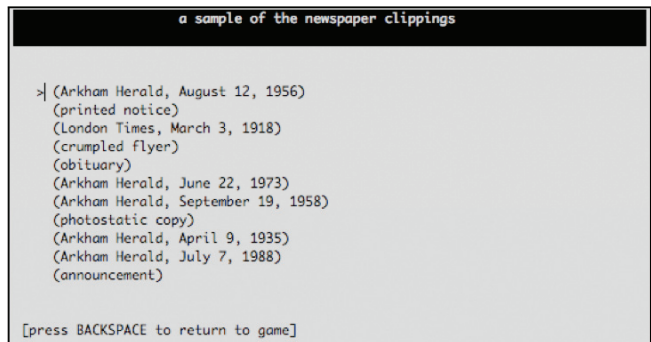 a sample of the newspaper clippings
> (Arkham Herald, August 12, 1956)
(printed notice)
(London Times, March 3, 1918)
(crumpled flyer)
(obituary)
(Arkham Herald, June 22, 1973)
(Arkham Herald, September 19, 1958)
(photostatic copy)
(Arkham Herald, April 9, 1935)
(Arkham Herald, July 7, 1988)
(announcement)
[press BACKSPACE to return to game]